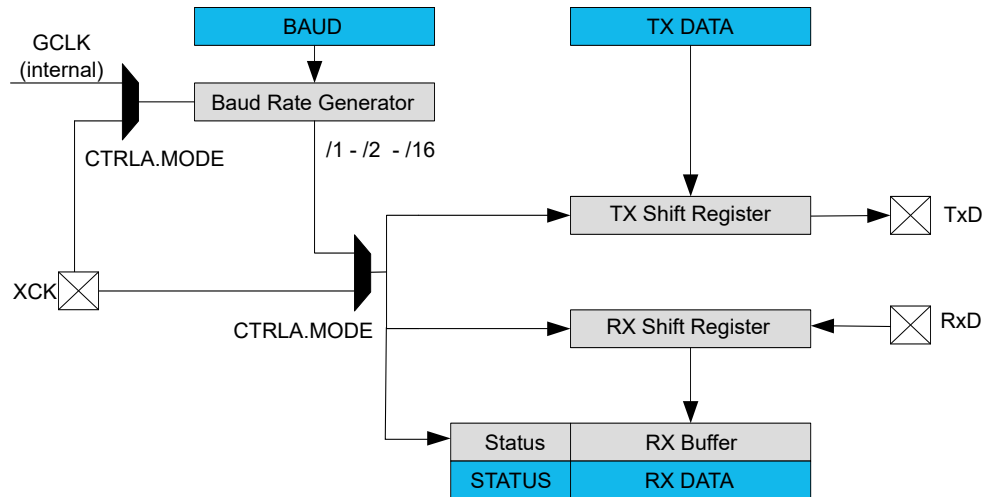 BAUD
TX DATA
GCLK
(internal)
Baud Rate Generator
CTRLA.MODE
/1 - /2 - /16
TX Shift Register
TxD
XCK
CTRLA.MODE
RX Shift Register
RxD
Status
RX Buffer
STATUS
RX DATA